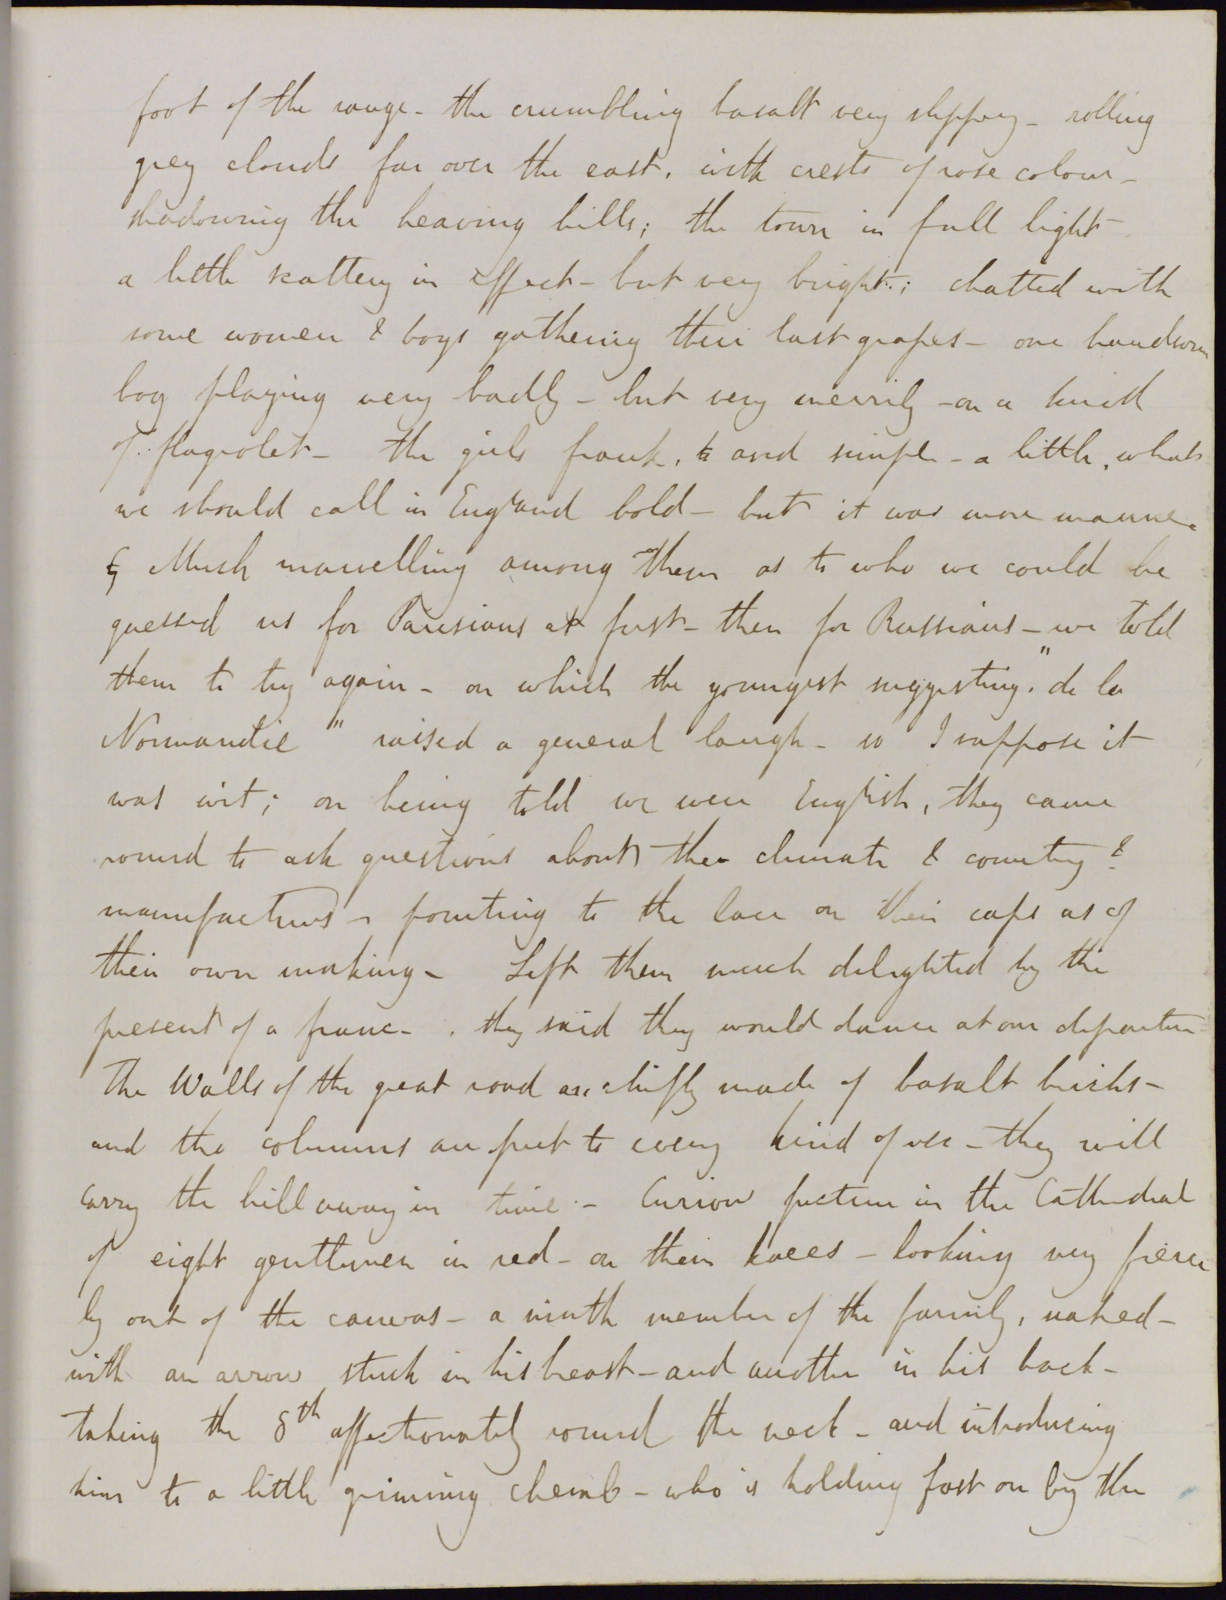 foot of the range - the crumbling basalt very slippery - rolling
grey clouds far over the east, with crests of rose colour -
shadowing the heaving hills; the town in full light -
a little scattery in effect - but very bright; chatted with
some women & boys gathering their last grapes - one handsom
boy playing very badly - but very merrily - on a kind
of flageolet - The girls frank, & and simple - a little, what
we should call in England bold - but it was mere manner
Much marvelling among them as to who we could be
guessed us for Parisians at first - then for Russians - we told
them to try again - on which the youngest suggesting "de la
Normandie" raised a general laugh - so I suppose it
was wit; on being told we were English, they came
round to ask questions about the climate & country &
manufactures - pointing to the lace on their caps as of
their own making - Left them much delighted by the
present of a franc - they said they would dance at our departure
The Walls of the great road are chiefly made of basalt bricks -
and the columns are put to every kind of use - they will
carry the hill away in time - Curious picture in the Cathedral
of eight gentlemen in red - on their knees - looking very fierce
ly out of the canvas - a ninth member of the family, naked -
with an arrow stuck in his breast - and another in his back -
taking the 8th affectionately round the neck - and introducing
him to a little grinning cherub - who is holding fast on by the